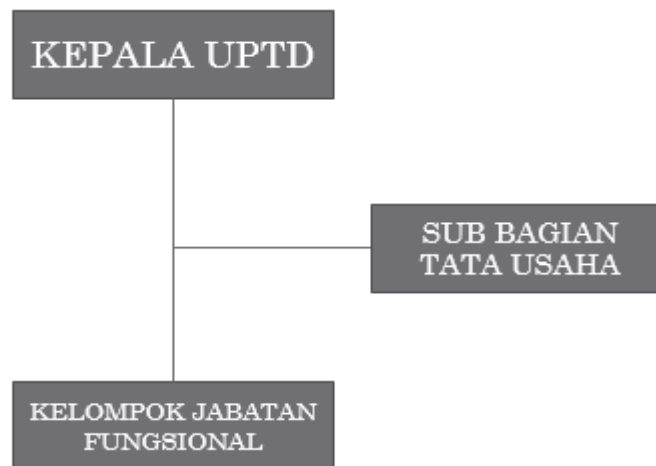 KEPALA UPTD
SUB BAGIAN
TATA USAHA
KELOMPOK JABATAN
FUNGSIONAL